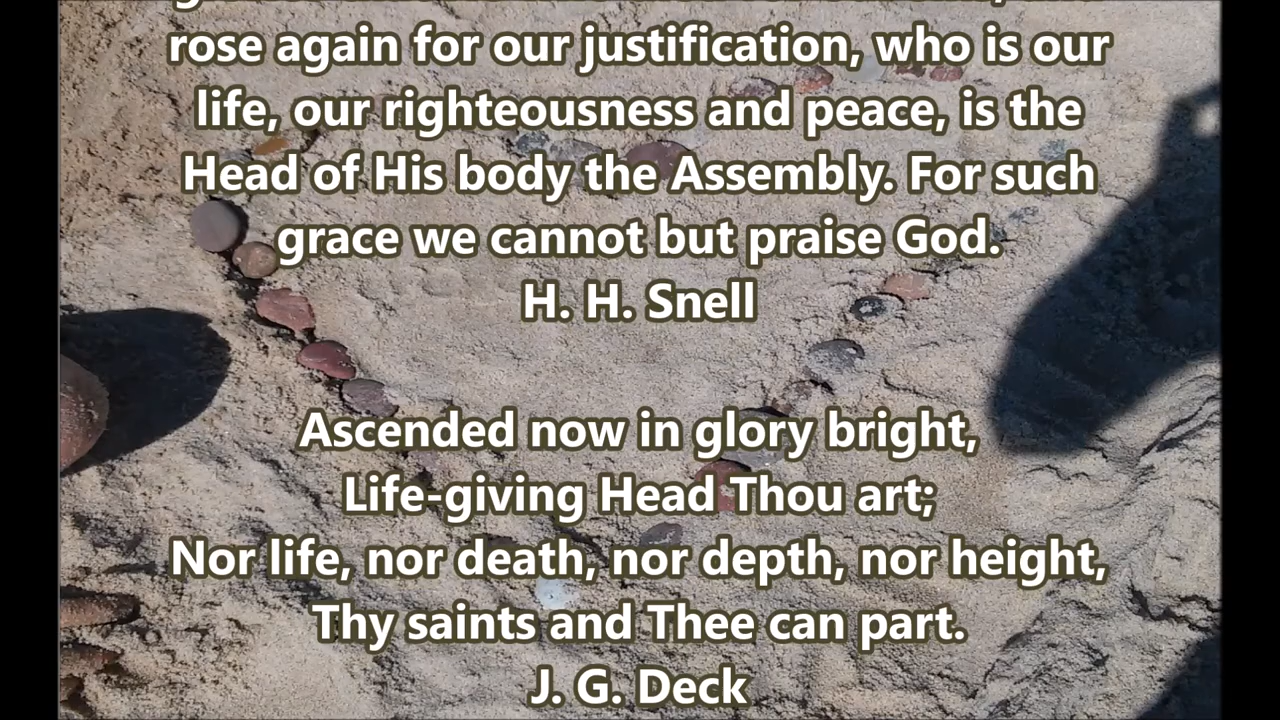 rose again for our justification, who is our
life, our righteousness and peace, is the
Head of His body the Assembly. For such
grace we cannot but praise God.
H. H. Snell
Ascended now in glory bright,
Life-giving Head Thou art;
Nor life, nor death, nor depth, nor height,
Thy saints and Thee can part.
J. G. Deck